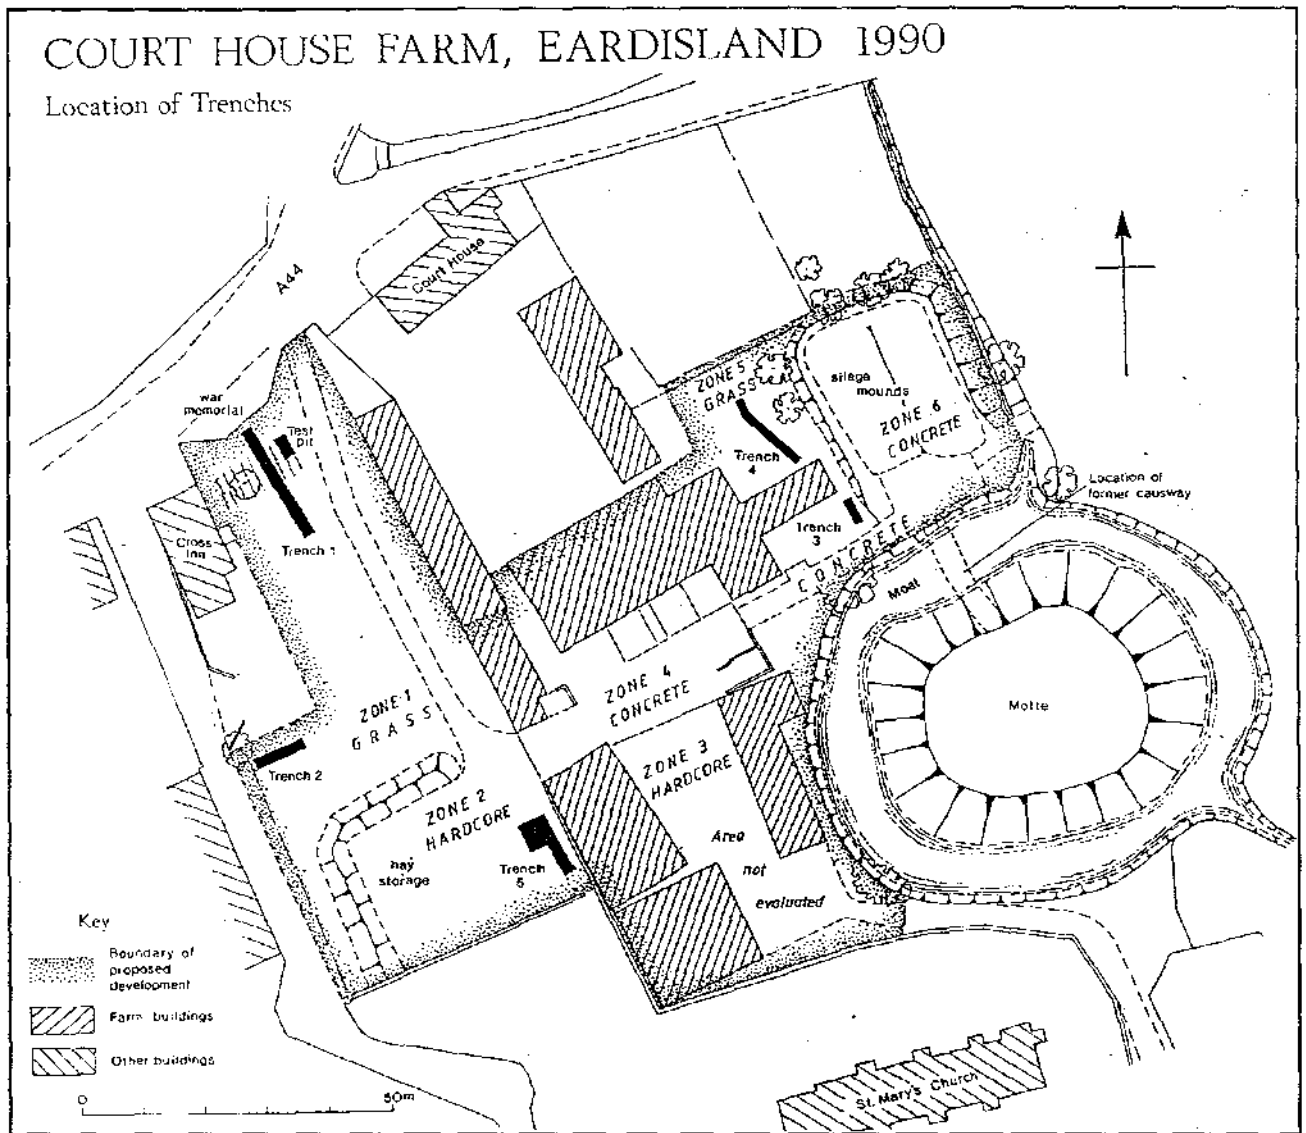 COURT HOUSE FARM, EARDISLAND 1990
Location of Trenches
A44
Court House
war
memorial
Test
pit
Trench 1
Cross
Inn
ZONE 5
GRASS
Trench
4
silage
mounds
ZONE 6
CONCRETE
Trench
3
CONCRETE
Location of
former causway
Moat
Motte
ZONE 1
GRASS
Trench 2
ZONE 4
CONCRETE
ZONE 3
HARDCORE
ZONE 2
HARDCORE
hay
storage
Trench
5
Area
not
evaluated
Key
Boundary of
proposed
development
Farm buildings
Other buildings
0 50m
St. Mary's Church